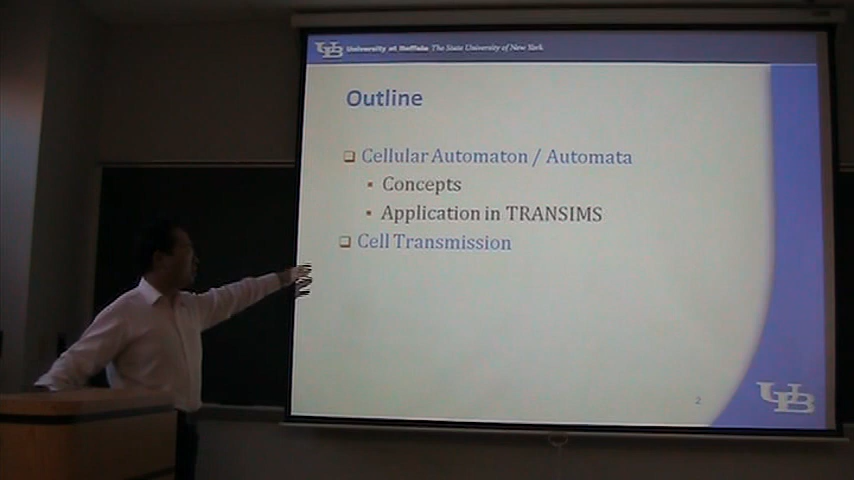 UB University at Buffalo The State University of New York
Outline
Cellular Automaton / Automata
Concepts
Application in TRANSIMS
Cell Transmission
2
UB